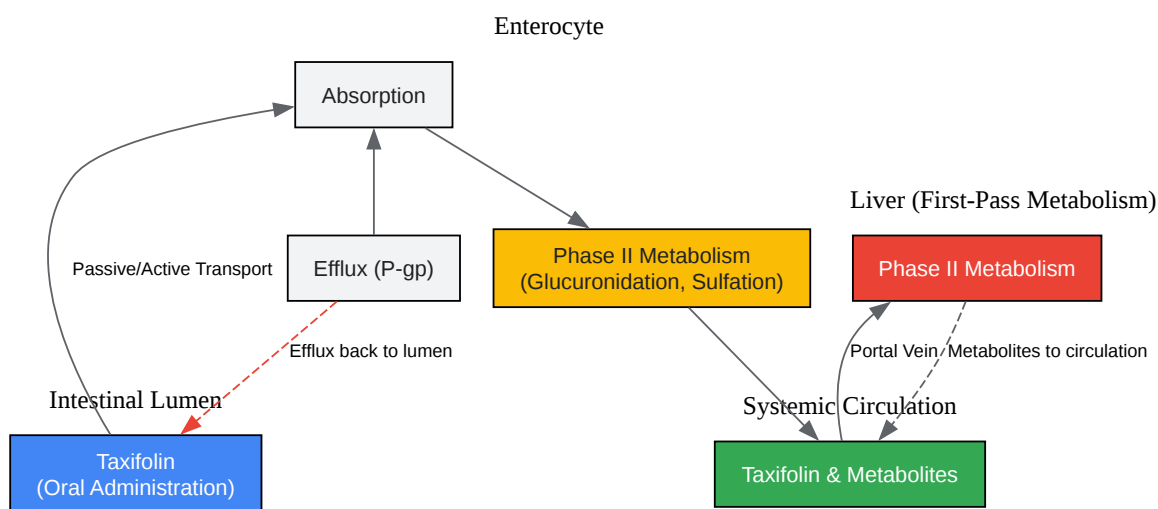 Enterocyte
Absorption
Liver (First-Pass Metabolism)
Passive/Active Transport
Efflux (P-gp)
Phase II Metabolism
(Glucuronidation, Sulfation)
Phase II Metabolism
Efflux back to lumen
Portal Vein
Metabolites to circulation
Intestinal Lumen
Systemic Circulation
Taxifolin
(Oral Administration)
Taxifolin & Metabolites